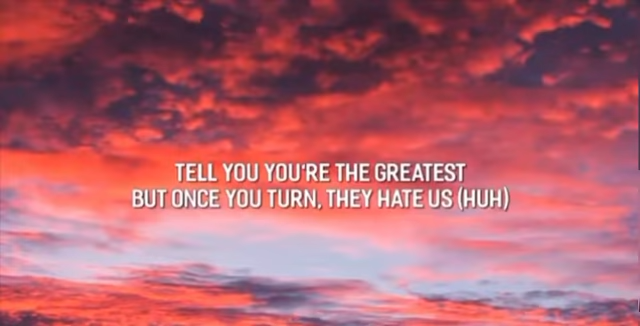 TELL YOU YOU'RE THE GREATEST
BUT ONCE YOU TURN, THEY HATE US (HUH)